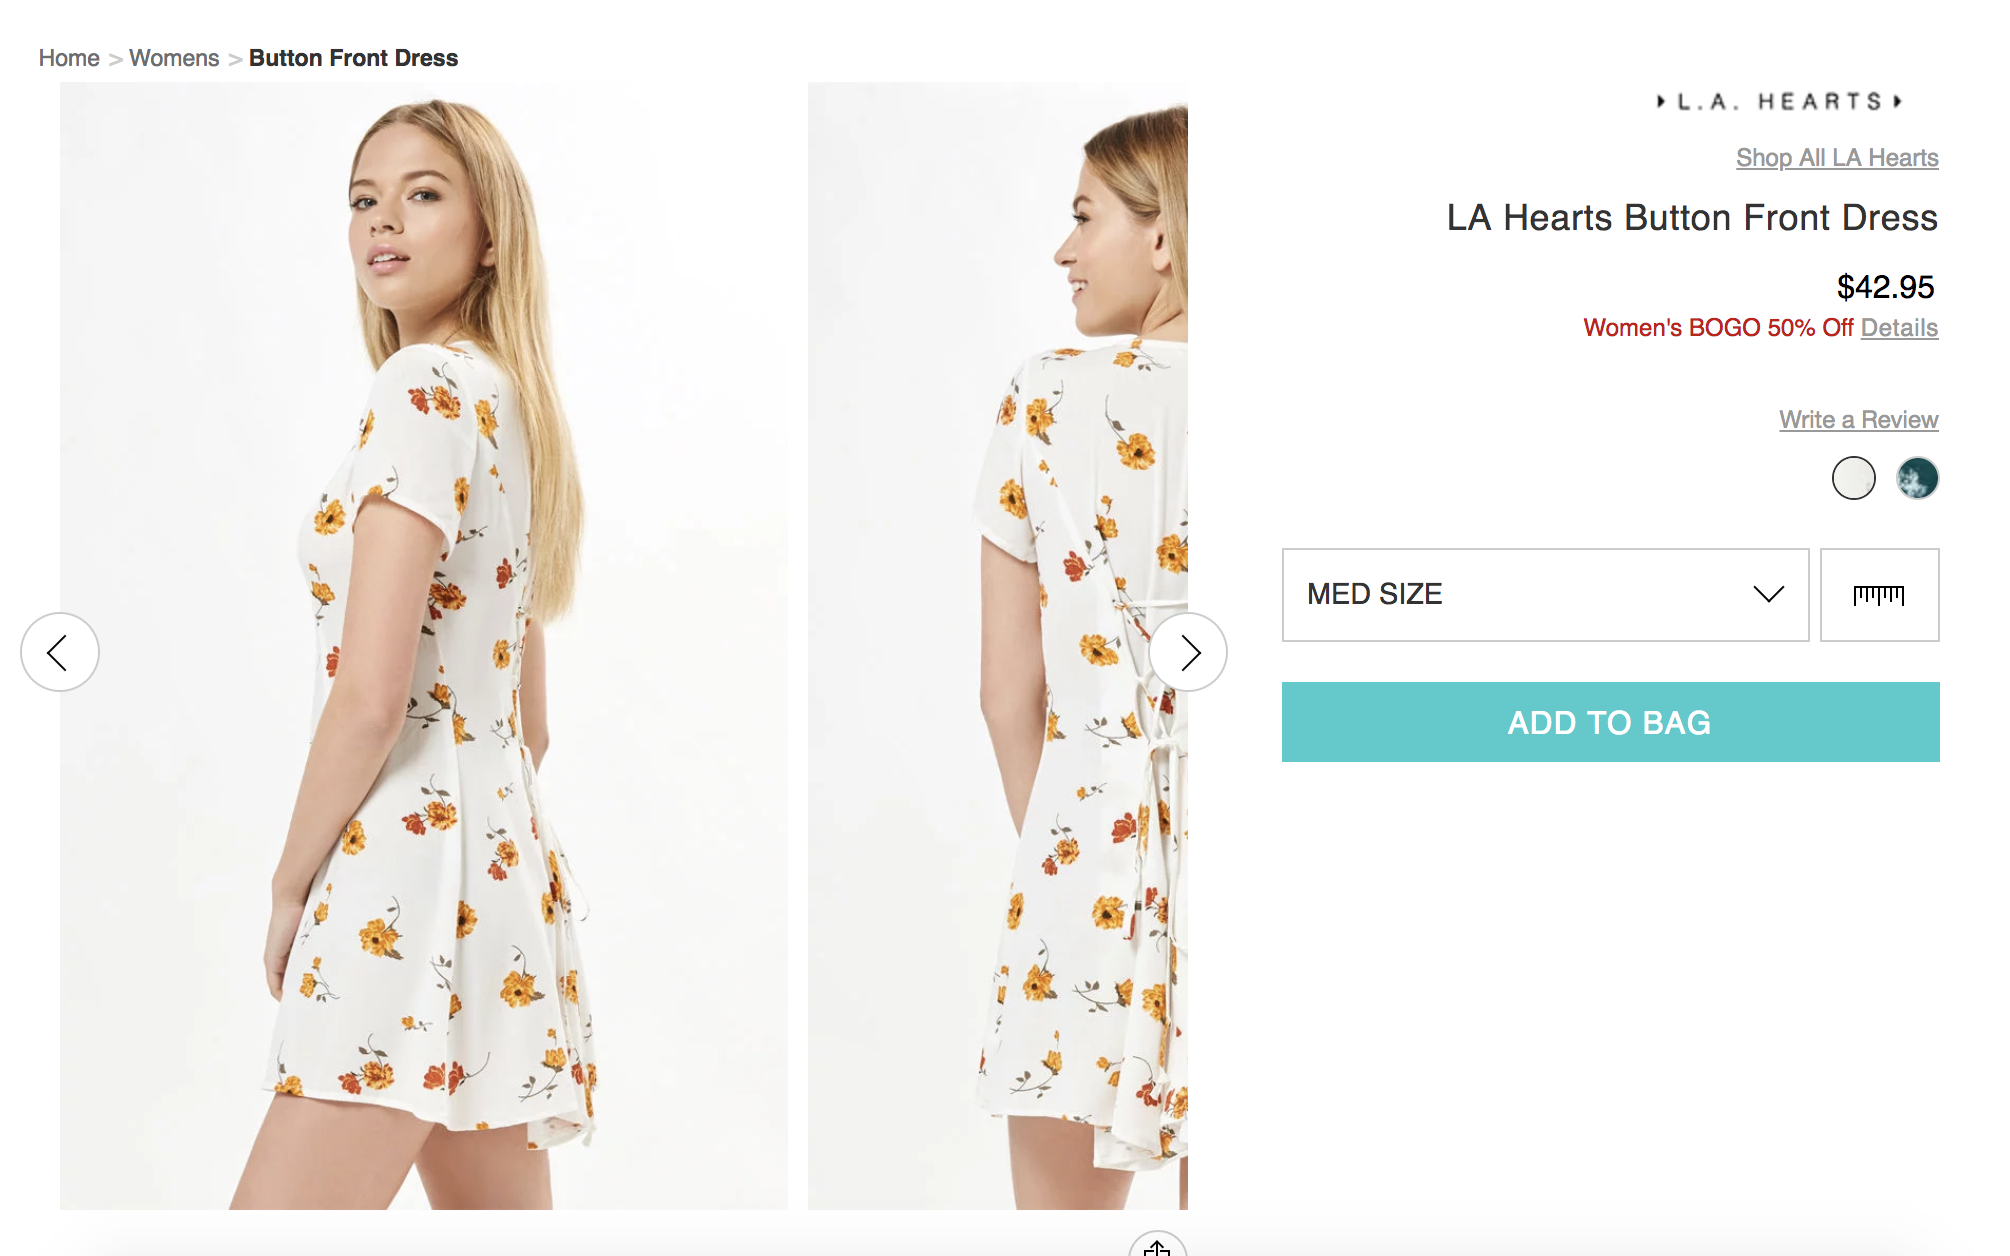 Home > Womens > Button Front Dress
L.A. HEARTS
Shop All LA Hearts
LA Hearts Button Front Dress
$42.95
Women's BOGO 50% Off Details
Write a Review
MED SIZE
ADD TO BAG